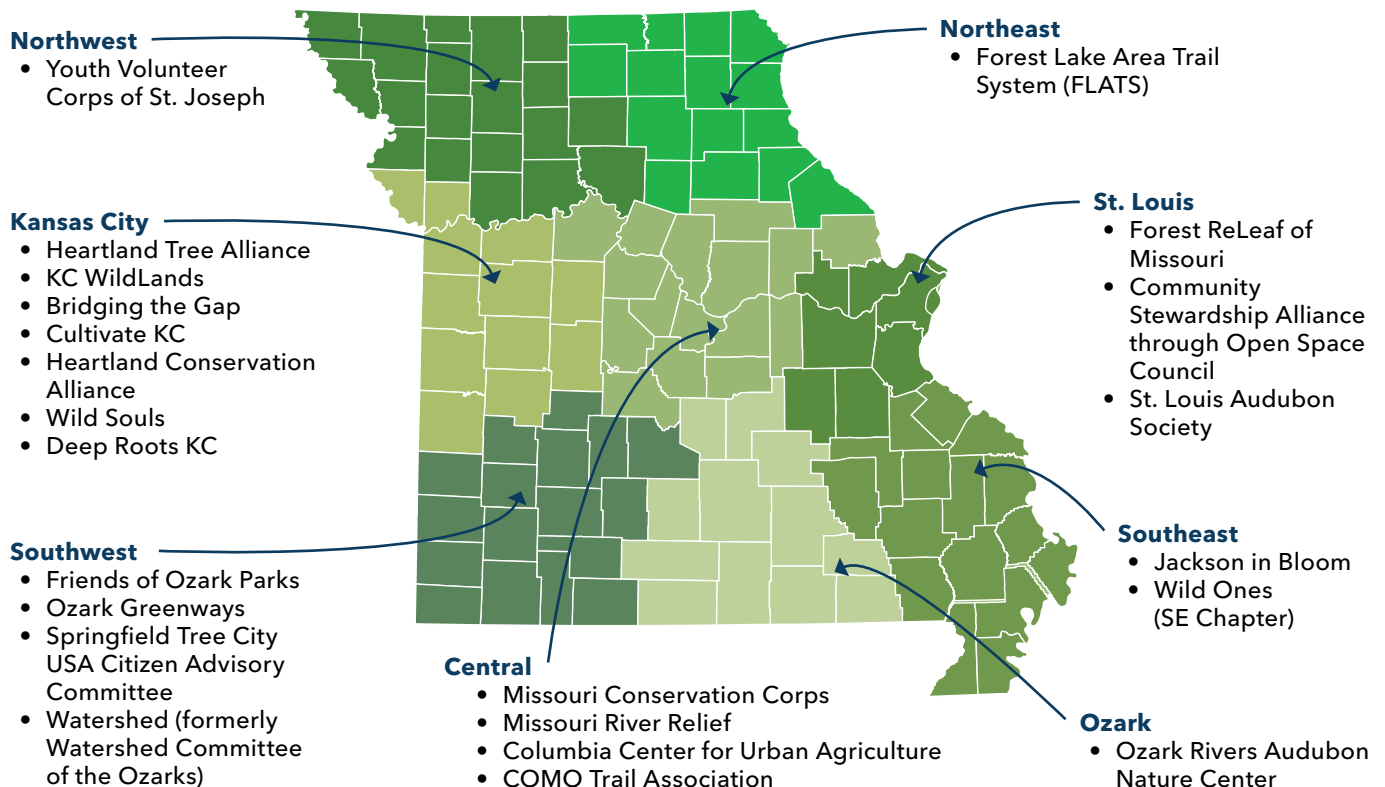 Northwest
• Youth Volunteer
Corps of St. Joseph
Northeast
• Forest Lake Area Trail
System (FLATS)
Kansas City
• Heartland Tree Alliance
• KC WildLands
• Bridging the Gap
• Cultivate KC
• Heartland Conservation
Alliance
• Wild Souls
• Deep Roots KC
St. Louis
• Forest ReLeaf of
Missouri
• Community
Stewardship Alliance
through Open Space
Council
• St. Louis Audubon
Society
Southwest
• Friends of Ozark Parks
• Ozark Greenways
• Springfield Tree City
USA Citizen Advisory
Committee
• Watershed (formerly
Watershed Committee
of the Ozarks)
Southeast
• Jackson in Bloom
• Wild Ones
(SE Chapter)
Central
• Missouri Conservation Corps
• Missouri River Relief
• Columbia Center for Urban Agriculture
• COMO Trail Association
Ozark
• Ozark Rivers Audubon
Nature Center